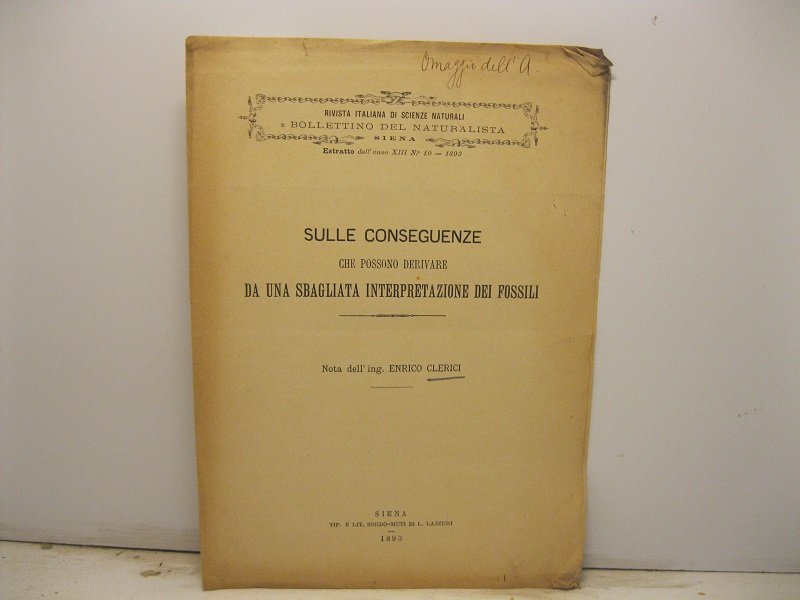 Omaggio dell' A.
RIVISTA ITALIANA DI SCIENZE NATURALI
E BOLLETTINO DEL NATURALISTA
SIENA
Estratto dall'anno XIII N.º 10 — 1893
SULLE CONSEGUENZE
CHE POSSONO DERIVARE
DA UNA SBAGLIATA INTERPRETAZIONE DEI FOSSILI
Nota dell' ing. ENRICO CLERICI
SIENA
TIP. E LIT. SORDO-MUTI DI L. LAZZERI
1893